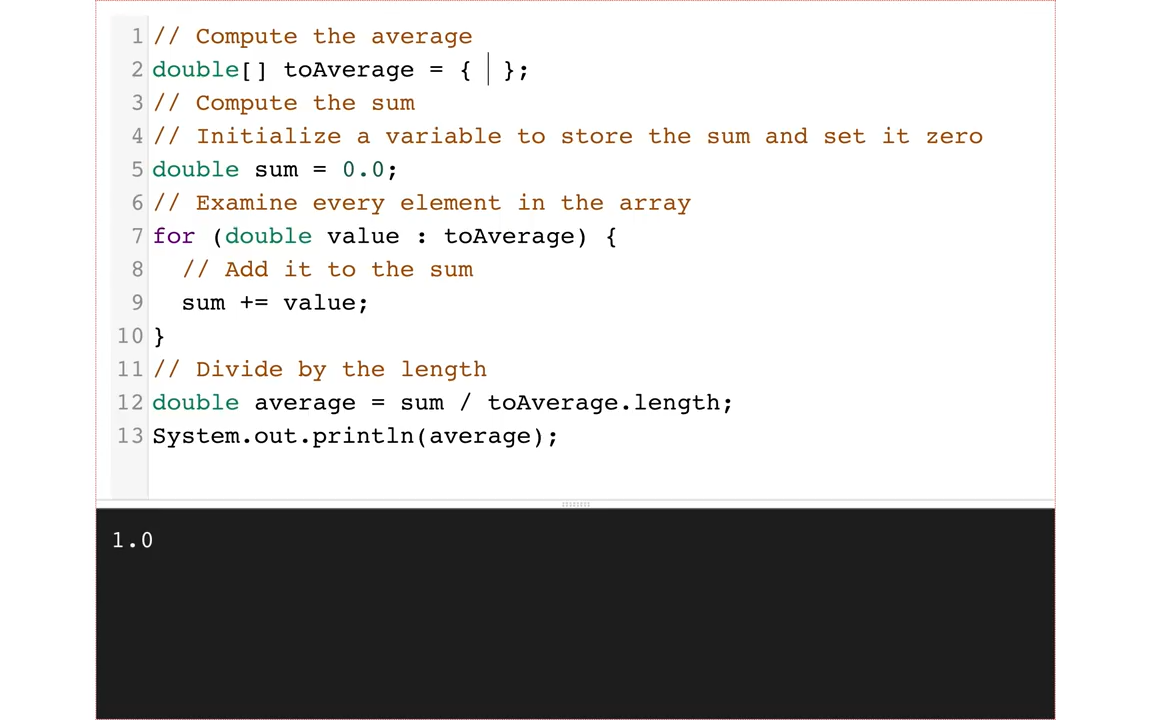 1 // Compute the average
2 double[] toAverage = {  };
3 // Compute the sum
4 // Initialize a variable to store the sum and set it zero
5 double sum = 0.0;
6 // Examine every element in the array
7 for (double value : toAverage) {
8   // Add it to the sum
9   sum += value;
10 }
11 // Divide by the length
12 double average = sum / toAverage.length;
13 System.out.println(average);
1.0